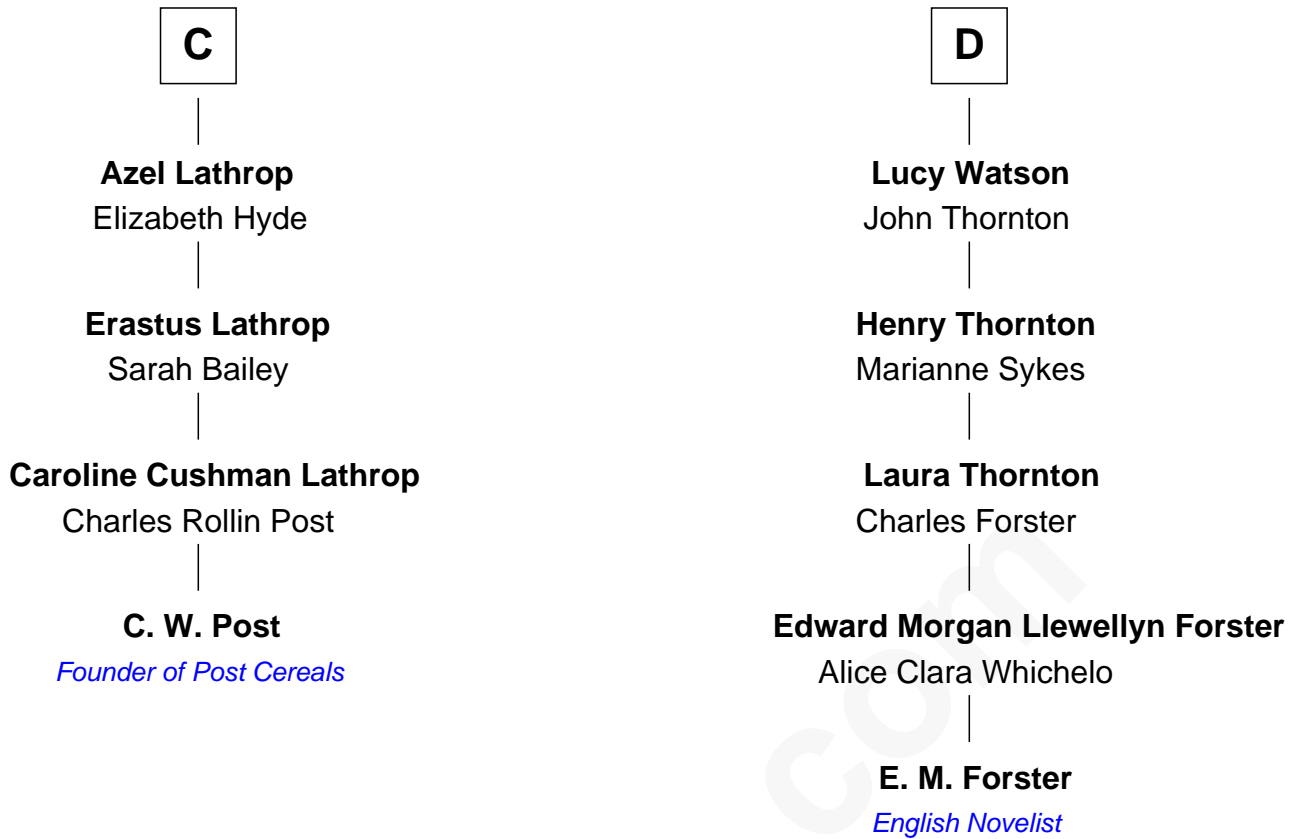 C
Azel Lathrop
Elizabeth Hyde
Erastus Lathrop
Sarah Bailey
Caroline Cushman Lathrop
Charles Rollin Post
C. W. Post
Founder of Post Cereals
D
Lucy Watson
John Thornton
Henry Thornton
Marianne Sykes
Laura Thornton
Charles Forster
Edward Morgan Llewellyn Forster
Alice Clara Whichelo
E. M. Forster
English Novelist
com